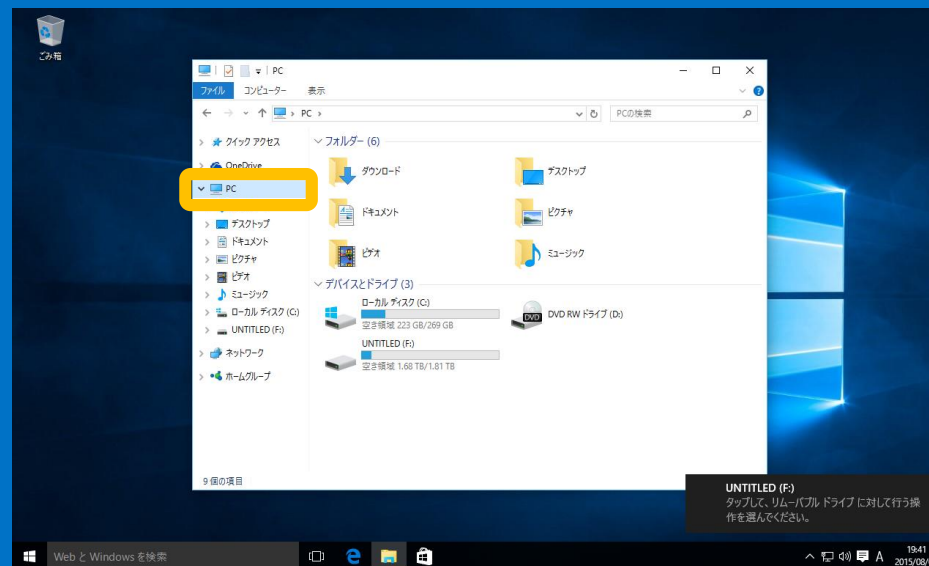 ごみ箱
PC
ファイル コンピューター 表示
PC
PCの検索
クイック アクセス
OneDrive
PC
デスクトップ
ドキュメント
ピクチャ
ビデオ
ミュージック
ローカル ディスク (C:)
UNTITLED (F:)
ネットワーク
ホームグループ
フォルダー (6)
ダウンロード
デスクトップ
ドキュメント
ピクチャ
ビデオ
ミュージック
デバイスとドライブ (3)
ローカル ディスク (C:)
空き領域 223 GB/269 GB
DVD
DVD RW ドライブ (D:)
UNTITLED (F:)
空き領域 1.68 TB/1.81 TB
9 個の項目
UNTITLED (F:)
タップして、リムーバブル ドライブ に対して行う操
作を選んでください。
Web と Windows を検索
A
19:41
2015/08/